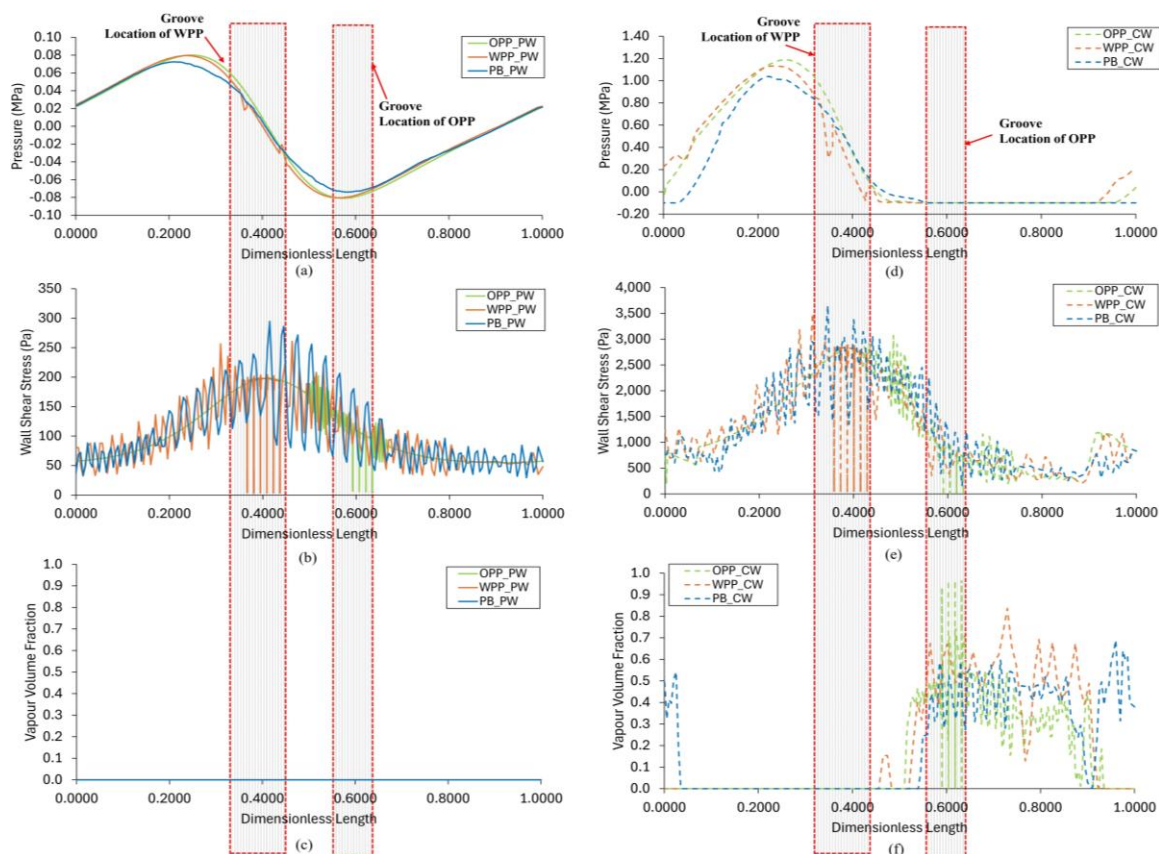 Groove
Location of WPP
Groove
Location of OPP
OPP_PW
WPP_PW
PB_PW
Pressure (MPa)
0.10
0.08
0.06
0.04
0.02
0.00
-0.02
-0.04
-0.06
-0.08
-0.10
0.0000 0.2000 0.4000 0.6000 0.8000 1.0000
Dimensionless Length
(a)
Groove
Location of WPP
Groove
Location of OPP
OPP_CW
WPP_CW
PB_CW
Pressure (MPa)
1.40
1.20
1.00
0.80
0.60
0.40
0.20
0.00
-0.20
0.0000 0.2000 0.4000 0.6000 0.8000 1.0000
Dimensionless Length
(d)
OPP_PW
WPP_PW
PB_PW
Wall Shear Stress (Pa)
350
300
250
200
150
100
50
0
0.0000 0.2000 0.4000 0.6000 0.8000 1.0000
Dimensionless Length
(b)
OPP_CW
WPP_CW
PB_CW
Wall Shear Stress (Pa)
4,000
3,500
3,000
2,500
2,000
1,500
1,000
500
0
0.0000 0.2000 0.4000 0.6000 0.8000 1.0000
Dimensionless Length
(e)
OPP_PW
WPP_PW
PB_PW
Vapour Volume Fraction
1.0
0.9
0.8
0.7
0.6
0.5
0.4
0.3
0.2
0.1
0.0
0.0000 0.2000 0.4000 0.6000 0.8000 1.0000
Dimensionless Length
(c)
OPP_CW
WPP_CW
PB_CW
Vapour Volume Fraction
1.0
0.9
0.8
0.7
0.6
0.5
0.4
0.3
0.2
0.1
0.0
0.0000 0.2000 0.4000 0.6000 0.8000 1.0000
Dimensionless Length
(f)